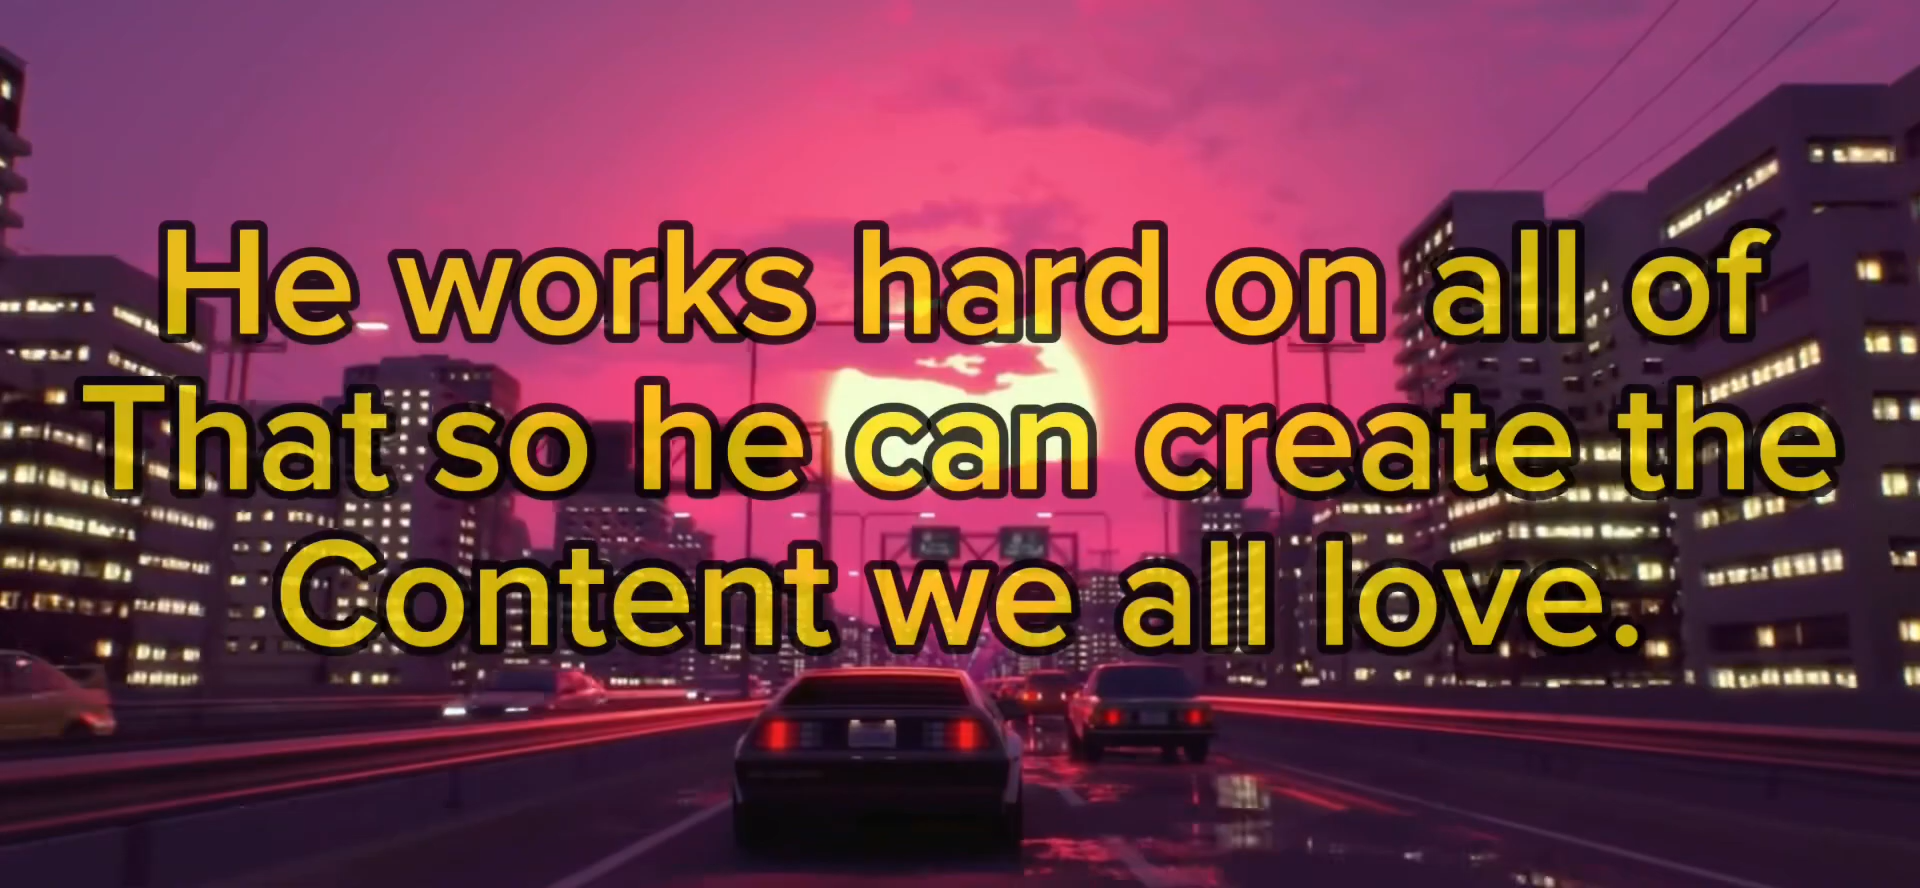 He works hard on all of
That so he can create the
Content we all love.